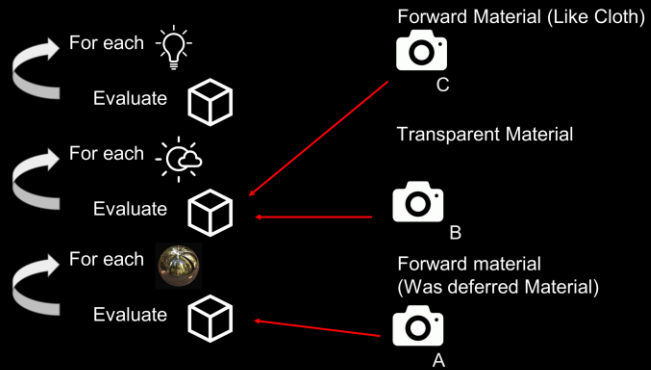 For each
Evaluate
For each
Evaluate
For each
Evaluate
Forward Material (Like Cloth)
C
Transparent Material
B
Forward material
(Was deferred Material)
A